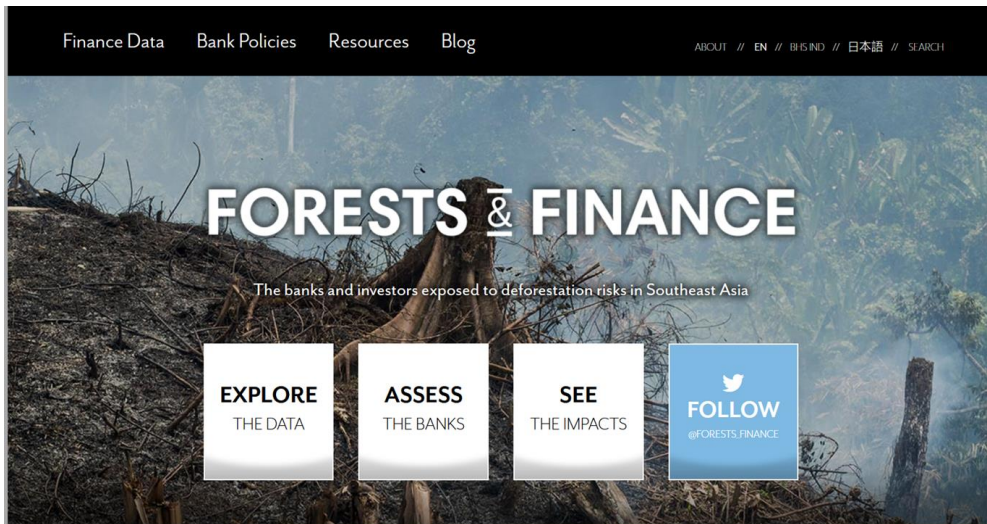 Finance Data Bank Policies Resources Blog
ABOUT // EN // BHS IND // 日本語 // SEARCH
FORESTS & FINANCE
The banks and investors exposed to deforestation risks in Southeast Asia
EXPLORE
THE DATA
ASSESS
THE BANKS
SEE
THE IMPACTS
FOLLOW
@FORESTS_FINANCE